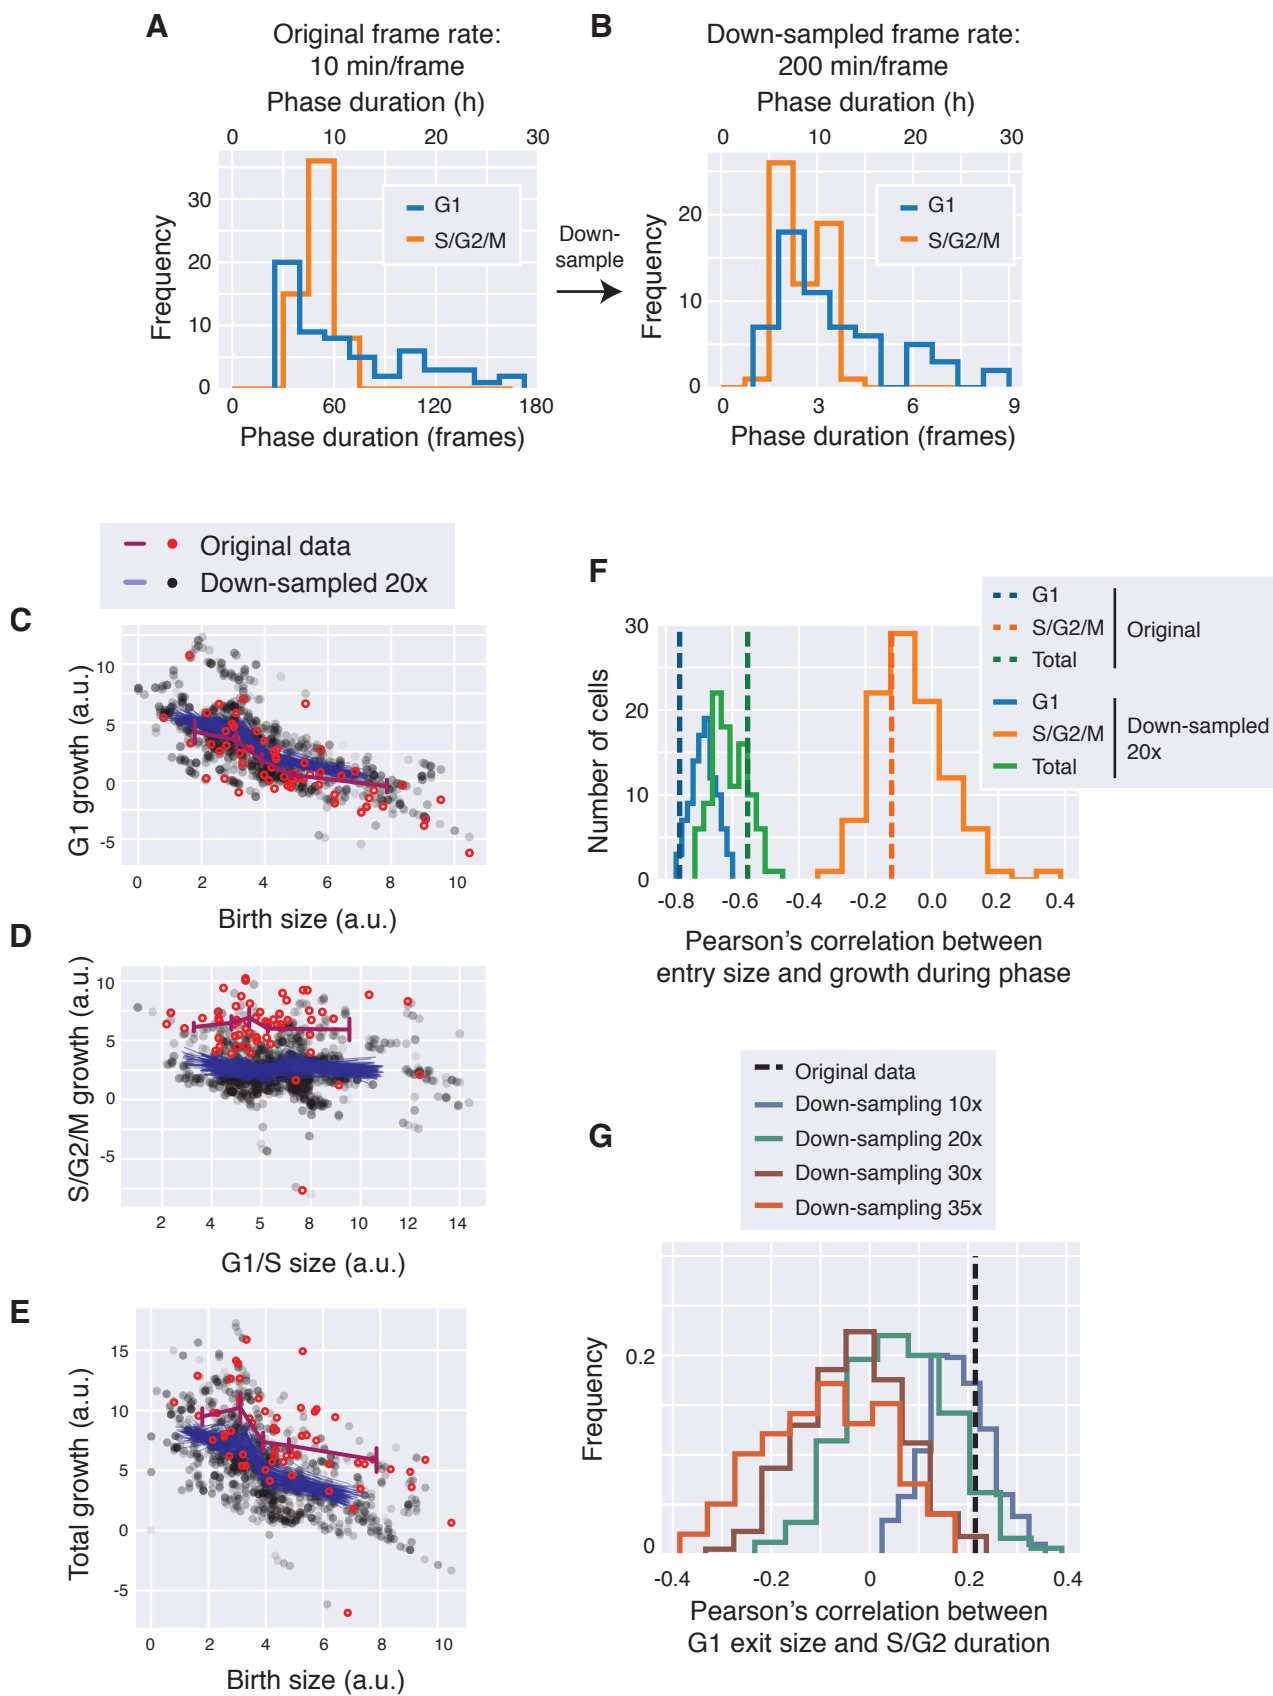 A
Original frame rate:
10 min/frame
Phase duration (h)
0 10 20 30
Frequency
30
20
10
0
G1
S/G2/M
0 60 120 180
Phase duration (frames)
Down-
sample
B
Down-sampled frame rate:
200 min/frame
Phase duration (h)
0 10 20 30
Frequency
20
10
0
G1
S/G2/M
0 3 6 9
Phase duration (frames)
Original data
Down-sampled 20x
C
G1 growth (a.u.)
10
5
0
-5
0 2 4 6 8 10
Birth size (a.u.)
D
S/G2/M growth (a.u.)
10
5
0
-5
2 4 5 8 10 12 14
G1/S size (a.u.)
E
Total growth (a.u.)
15
10
5
0
-5
0 2 4 6 8 10
Birth size (a.u.)
F
G1
S/G2/M
Total
Original
G1
S/G2/M
Total
Down-sampled
20x
Number of cells
30
20
10
0
-0.8 -0.6 -0.4 -0.2 0.0 0.2 0.4
Pearson's correlation between
entry size and growth during phase
G
Original data
Down-sampling 10x
Down-sampling 20x
Down-sampling 30x
Down-sampling 35x
Frequency
0.2
0
-0.4 -0.2 0 0.2 0.4
Pearson's correlation between
G1 exit size and S/G2 duration